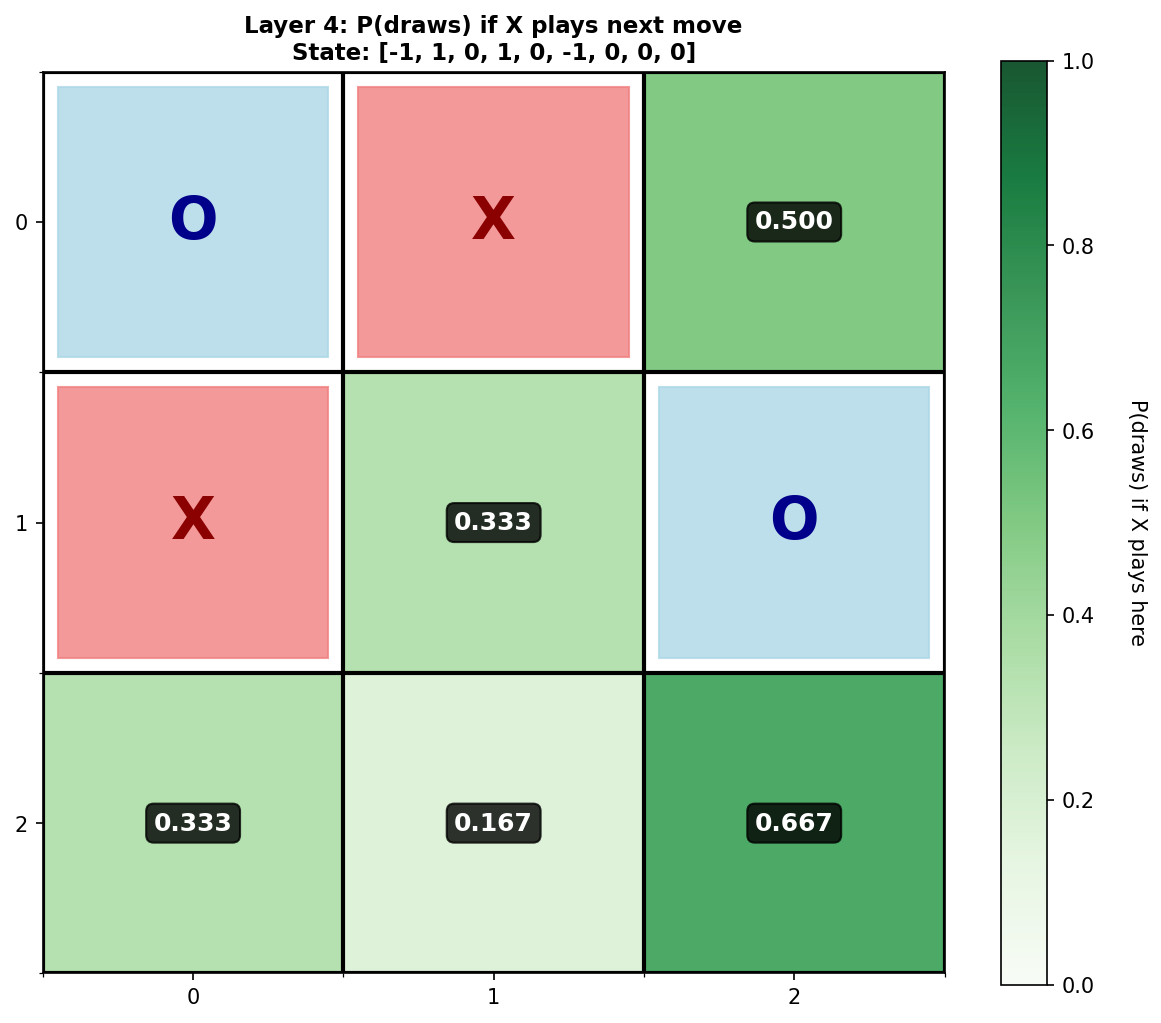 Layer 4: P(draws) if X plays next move
State: [-1, 1, 0, 1, 0, -1, 0, 0, 0]
O
X
0.500
X
0.333
O
0.333
0.167
0.667
0
1
2
0
1
2
1.0
0.8
0.6
0.4
0.2
0.0
P(draws) if X plays here